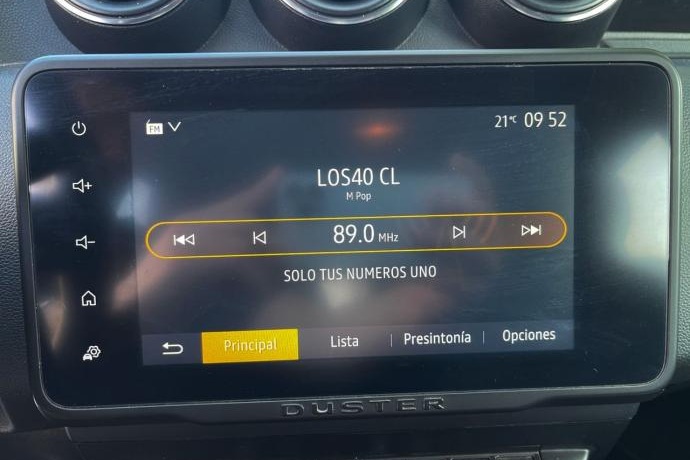 FM
21°C 09 52
LOS40 CL
M Pop
89.0 MHz
SOLO TUS NUMEROS UNO
Principal Lista Presintonía Opciones
DUSTER